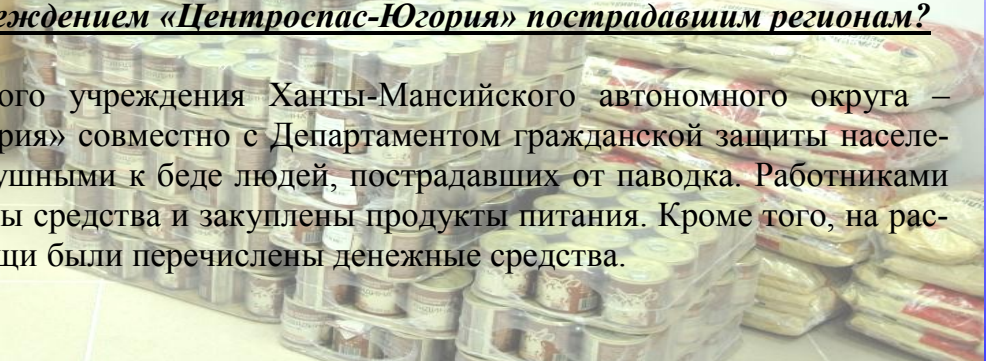 еждением «Центроспас-Югория» пострадавшим регионам?
ого учреждения Ханты-Мансийского автономного округа –
рия» совместно с Департаментом гражданской защиты населе-
ушными к беде людей, пострадавших от паводка. Работниками
ы средства и закуплены продукты питания. Кроме того, на рас-
щи были перечислены денежные средства.